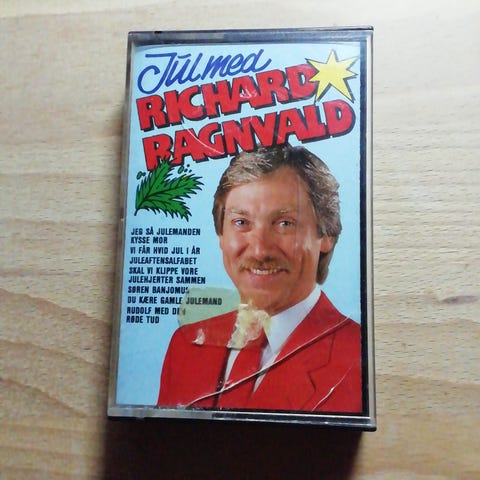 Jul med
RICHARD
RAGNVALD
JEG SÅ JULEMANDEN
KYSSE MOR
VI FÅR HVID JUL I ÅR
JULEAFTENSALFABET
SKAL VI KLIPPE VORE
JULEHJERTER SAMMEN
SØREN BANJOMUS
DU KÆRE GAMLE JULEMAND
RUDOLF MED DEN
RØDE TUD